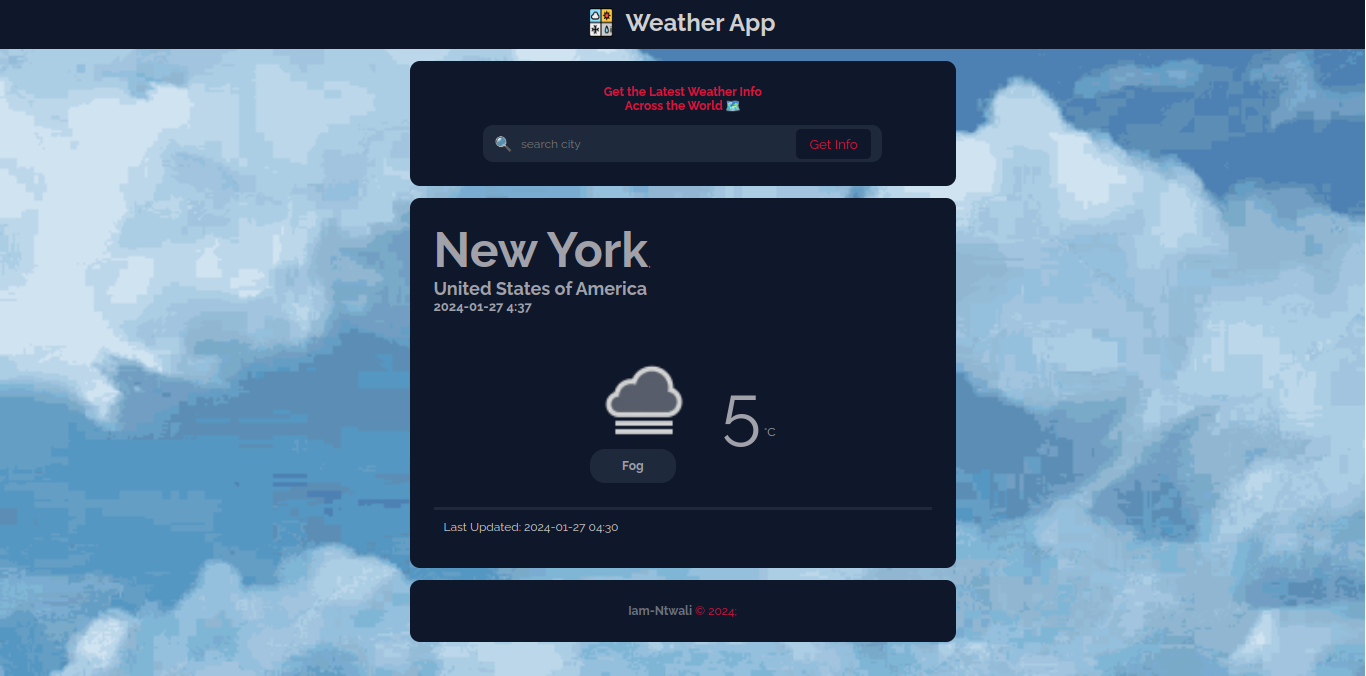 Weather App
Get the Latest Weather Info
Across the World 🗺️
🔍 search city Get Info
New York.
United States of America
2024-01-27 4:37
5 °C
Fog
Last Updated: 2024-01-27 04:30
Iam-Ntwali © 2024.